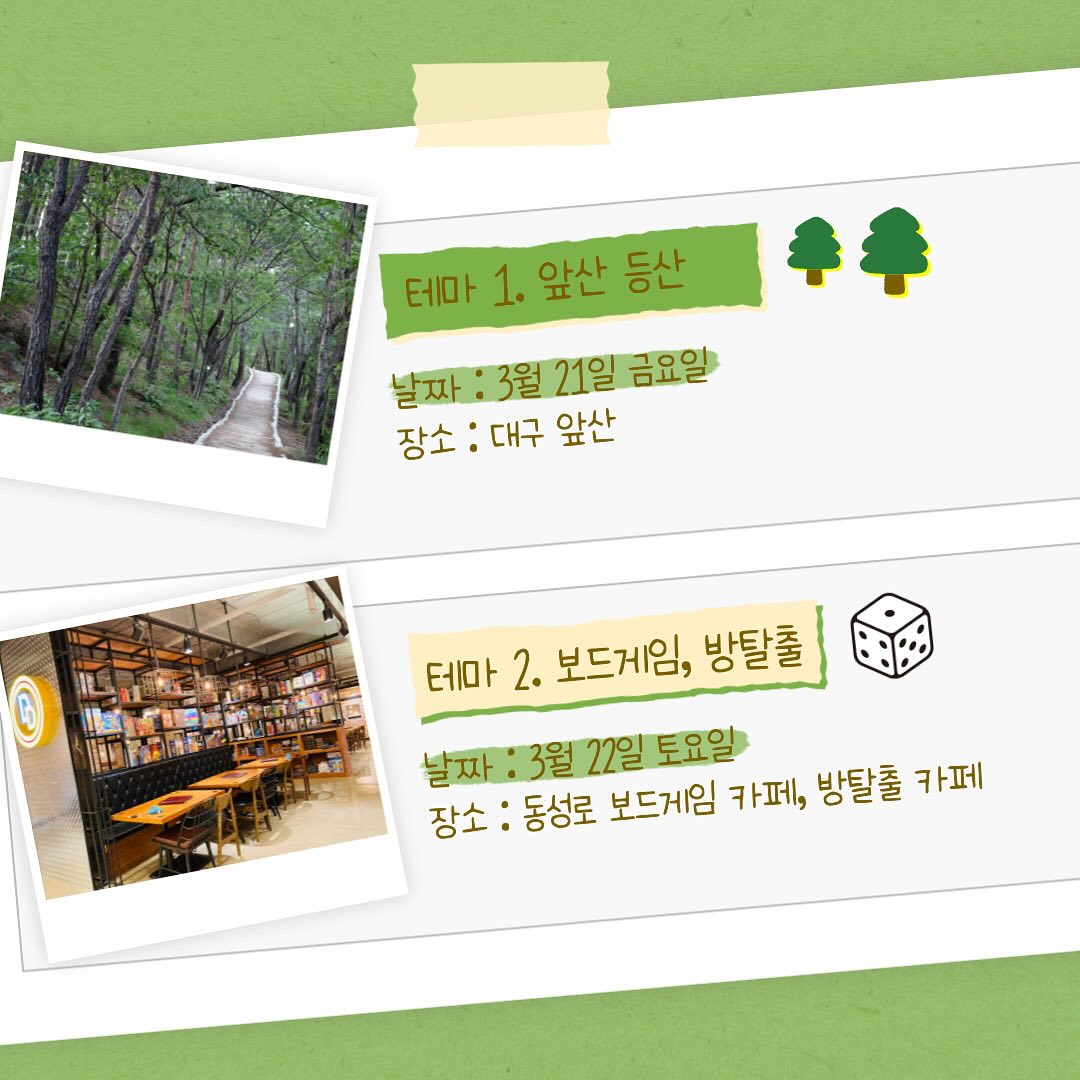 테마 1. 앞산 등산
날짜 : 3월 21일 금요일
장소 : 대구 앞산
테마 2. 보드게임, 방탈출
날짜 : 3월 22일 토요일
장소 : 동성로 보드게임 카페, 방탈출 카페